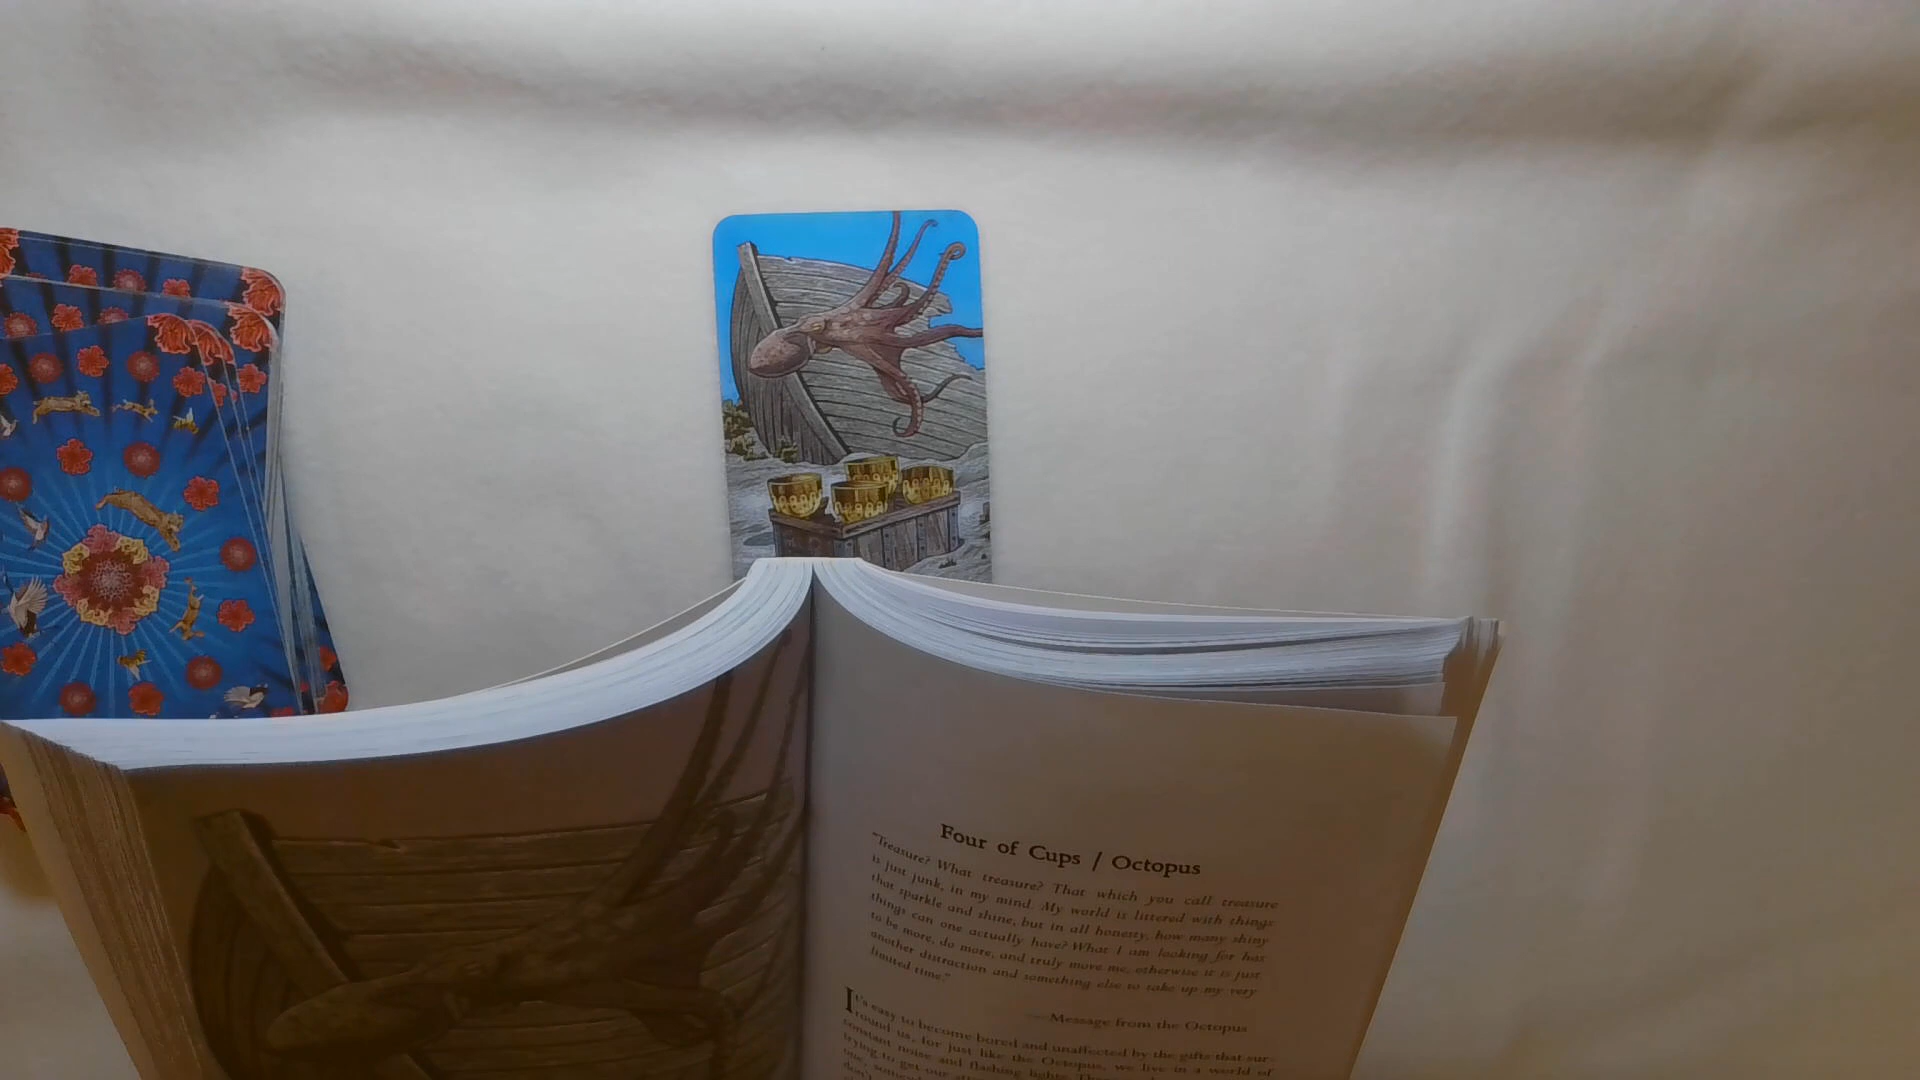 Four of Cups / Octopus
"Treasure? What treasure? That which you call treasure
is just junk, in my mind. My world is littered with things
that sparkle and shine, but in all honesty, how many shiny
things can one actually have? What I am looking for has
to be more, do more, and truly move me, otherwise it is just
another distraction and something else to take up my very
limited time."
—Message from the Octopus
It's easy to become bored and unaffected by the gifts that sur-
round us, for just like the Octopus, we live in a world of
constant noise and flashing lights.
trying to get our